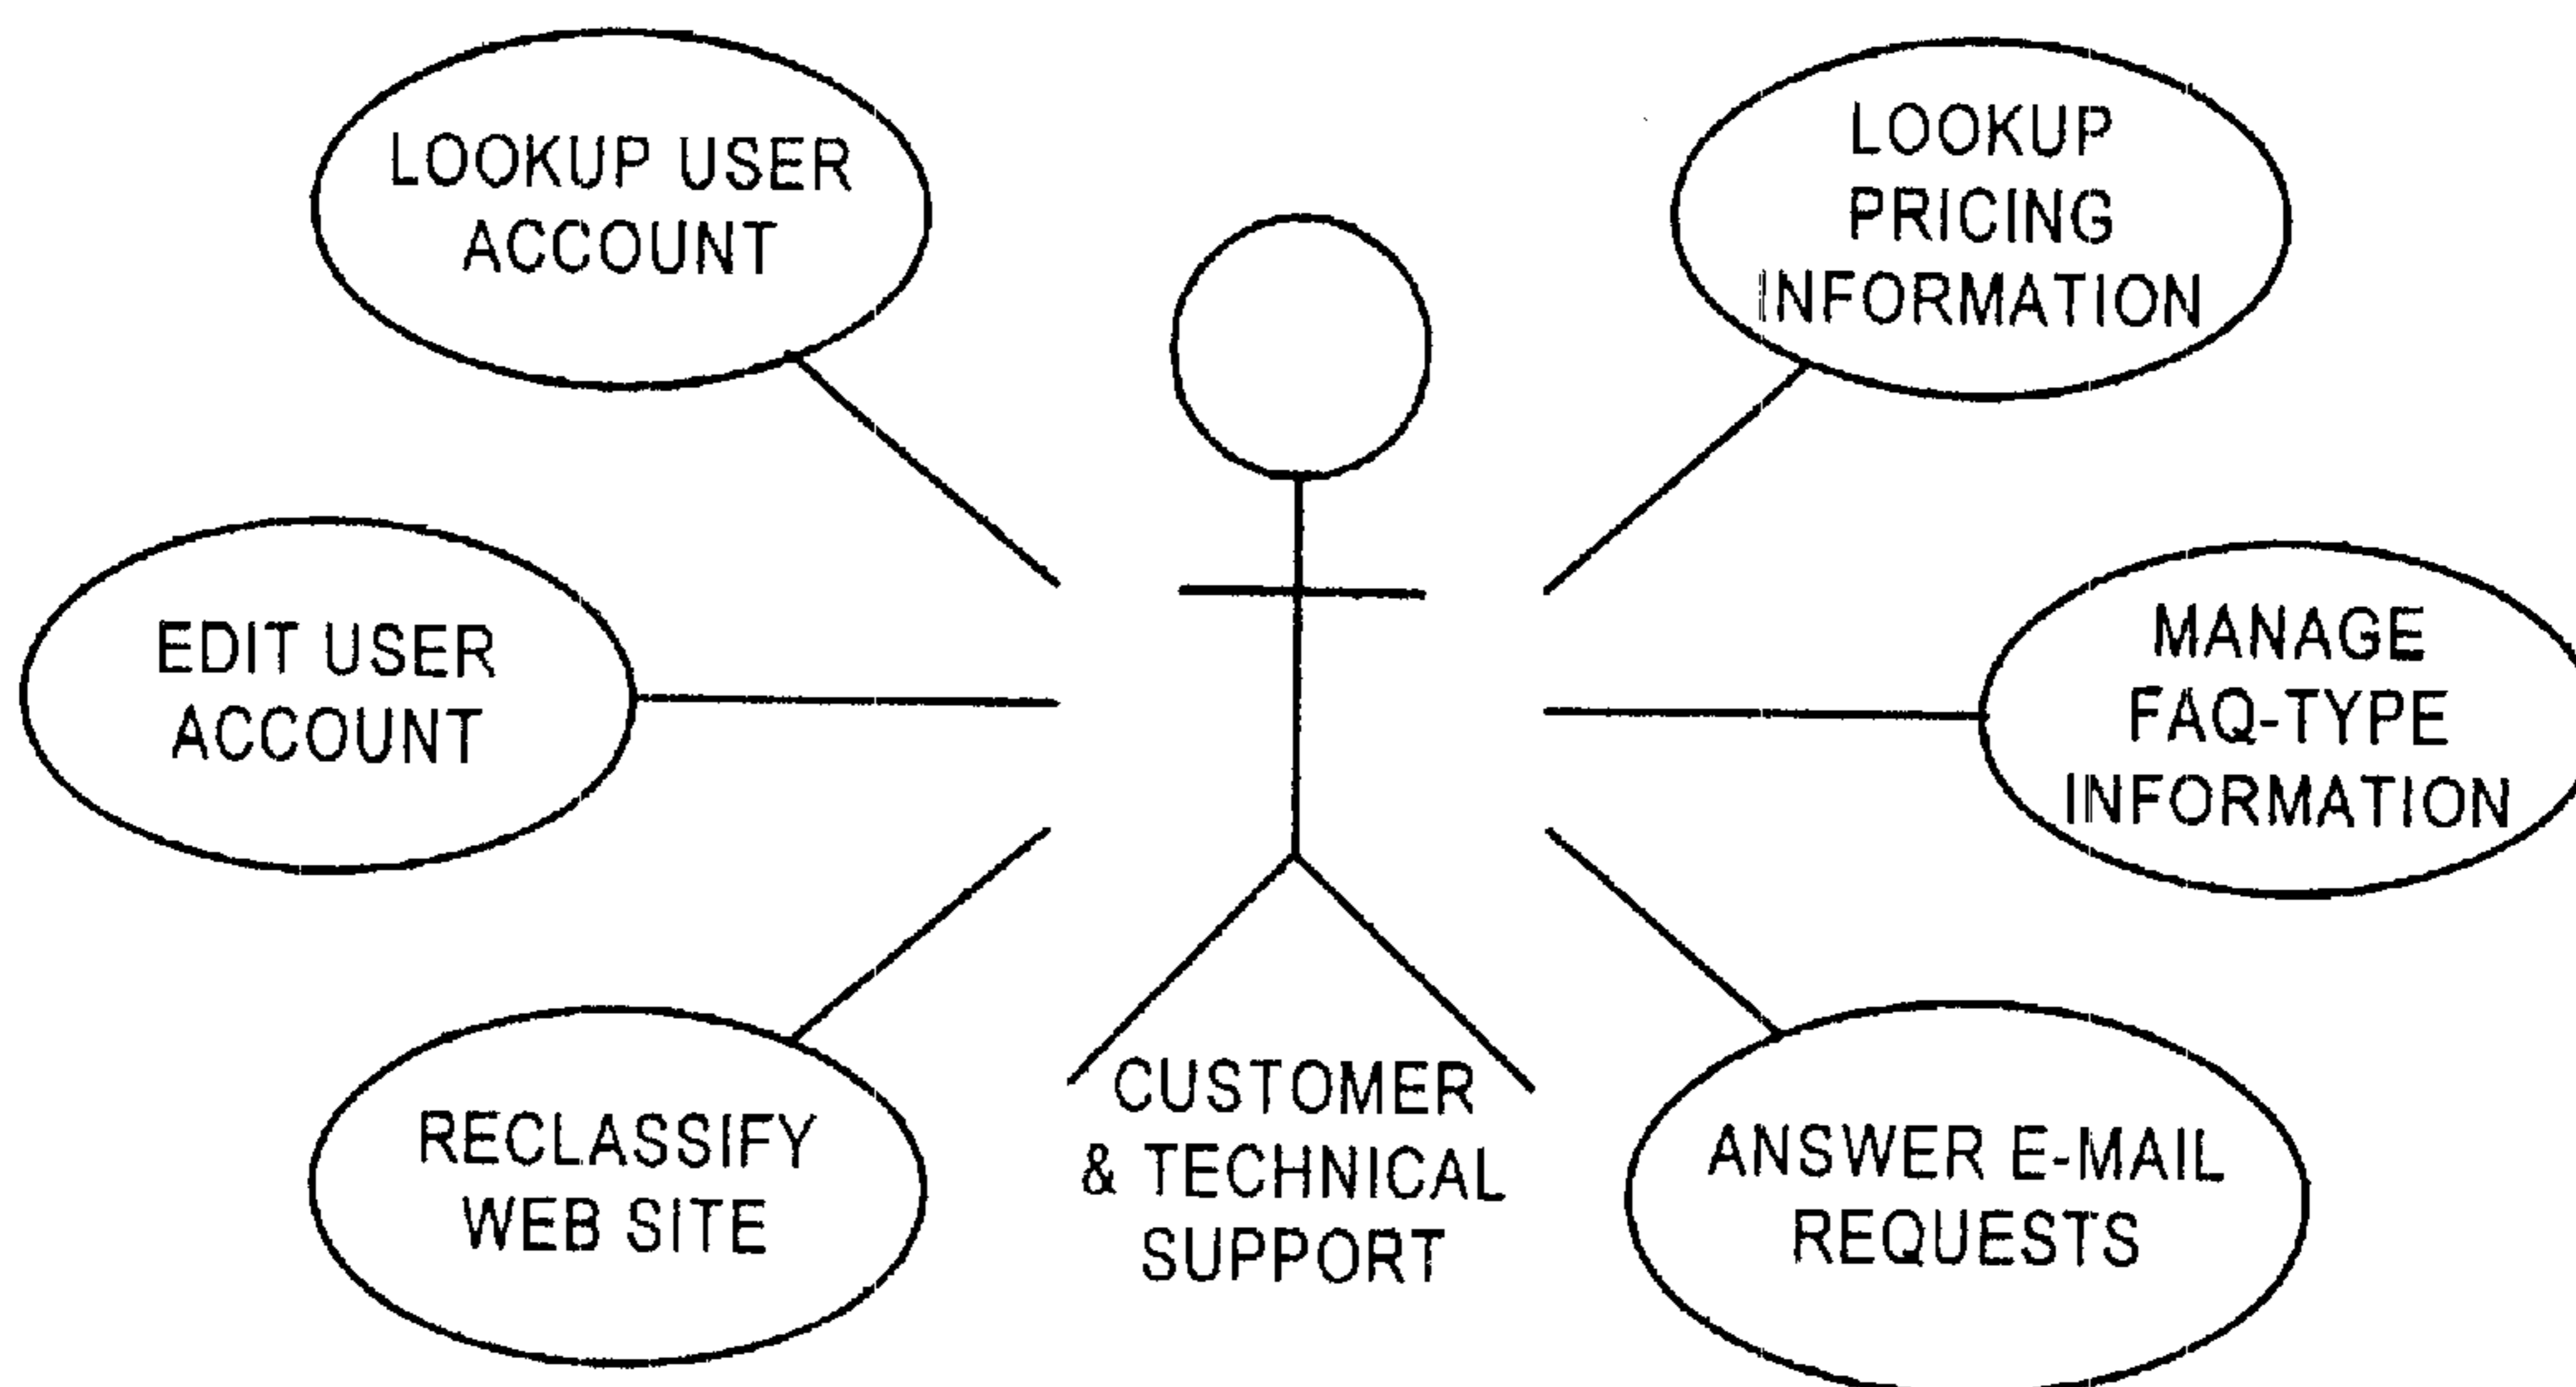 LOOKUP USER
ACCOUNT
LOOKUP
PRICING
INFORMATION
EDIT USER
ACCOUNT
MANAGE
FAQ-TYPE
INFORMATION
RECLASSIFY
WEB SITE
CUSTOMER
& TECHNICAL
SUPPORT
ANSWER E-MAIL
REQUESTS